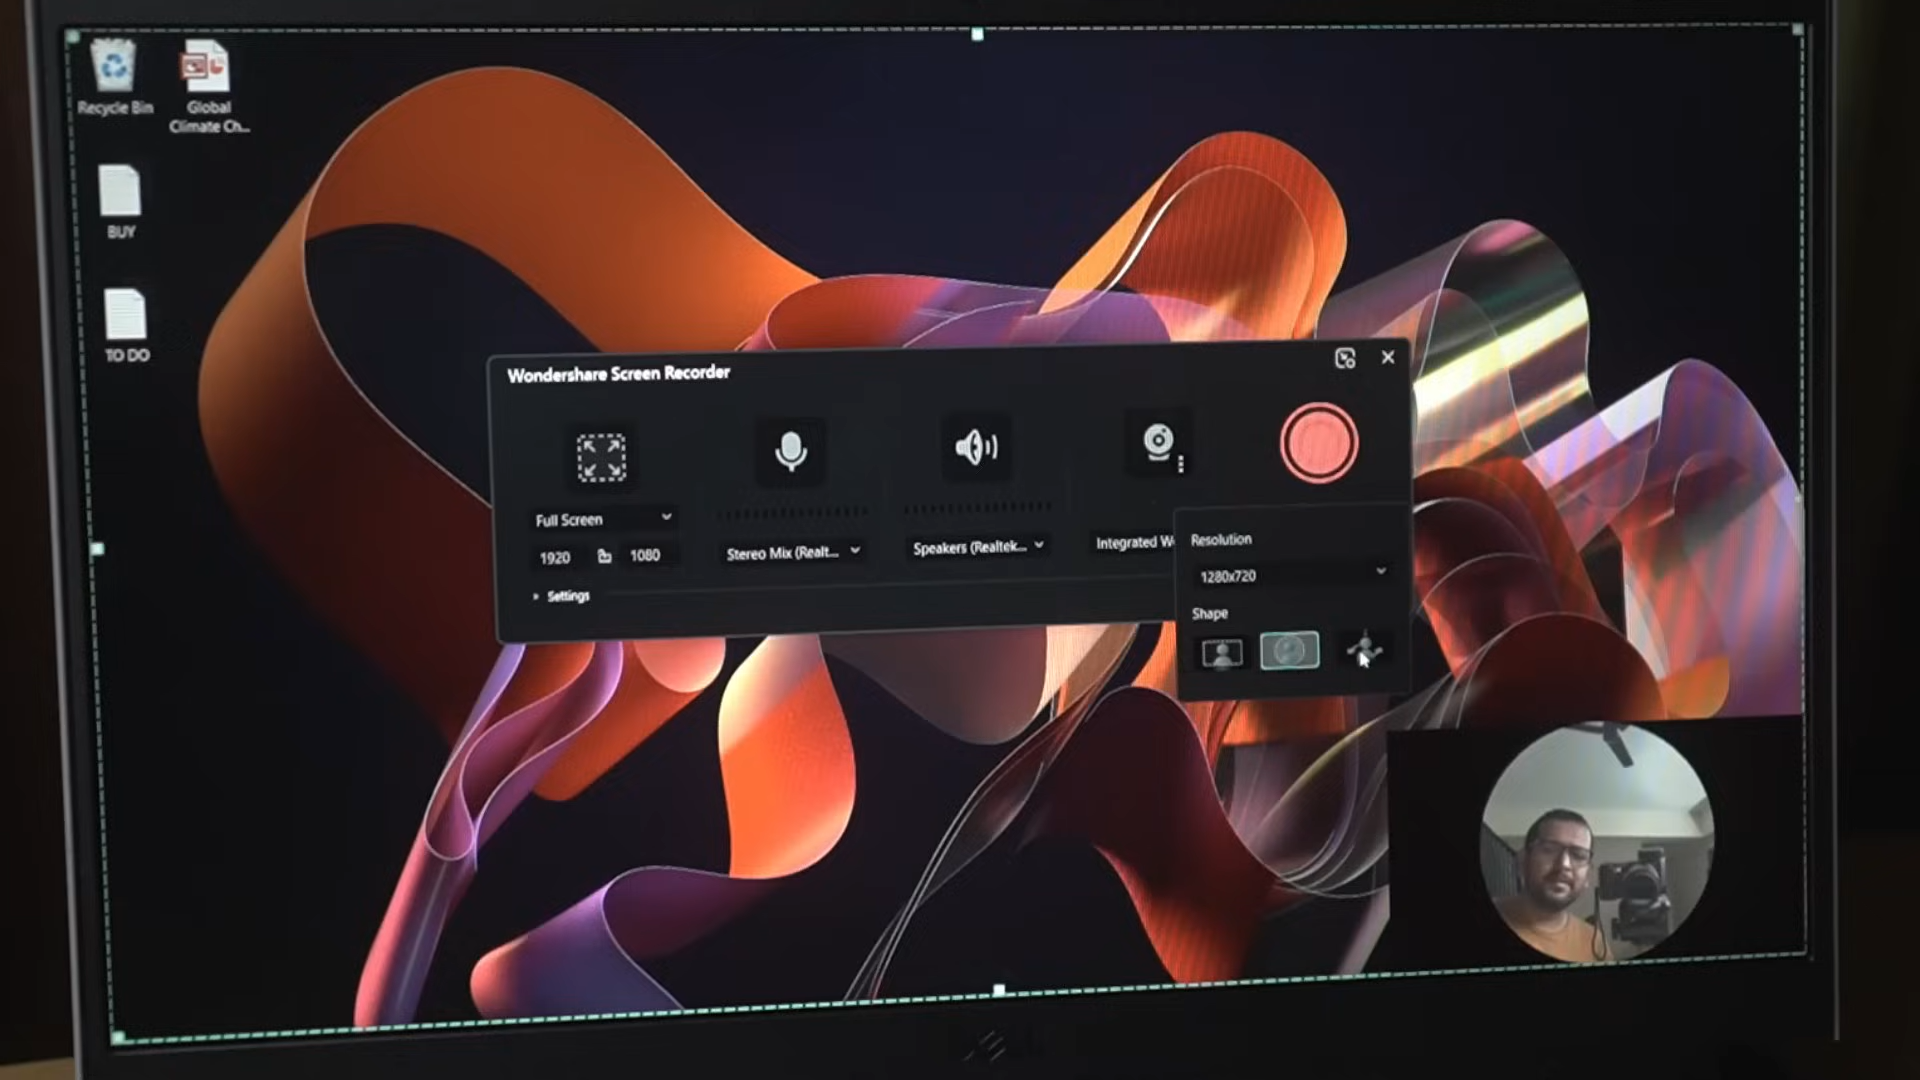 Recycle Bin
Global
Climate Ch...
BUY
TO DO
Wondershare Screen Recorder
Full Screen
1920
1080
Stereo Mix (Realt...
Speakers (Realtek...
Integrated W
Settings
Resolution
1280x720
Shape